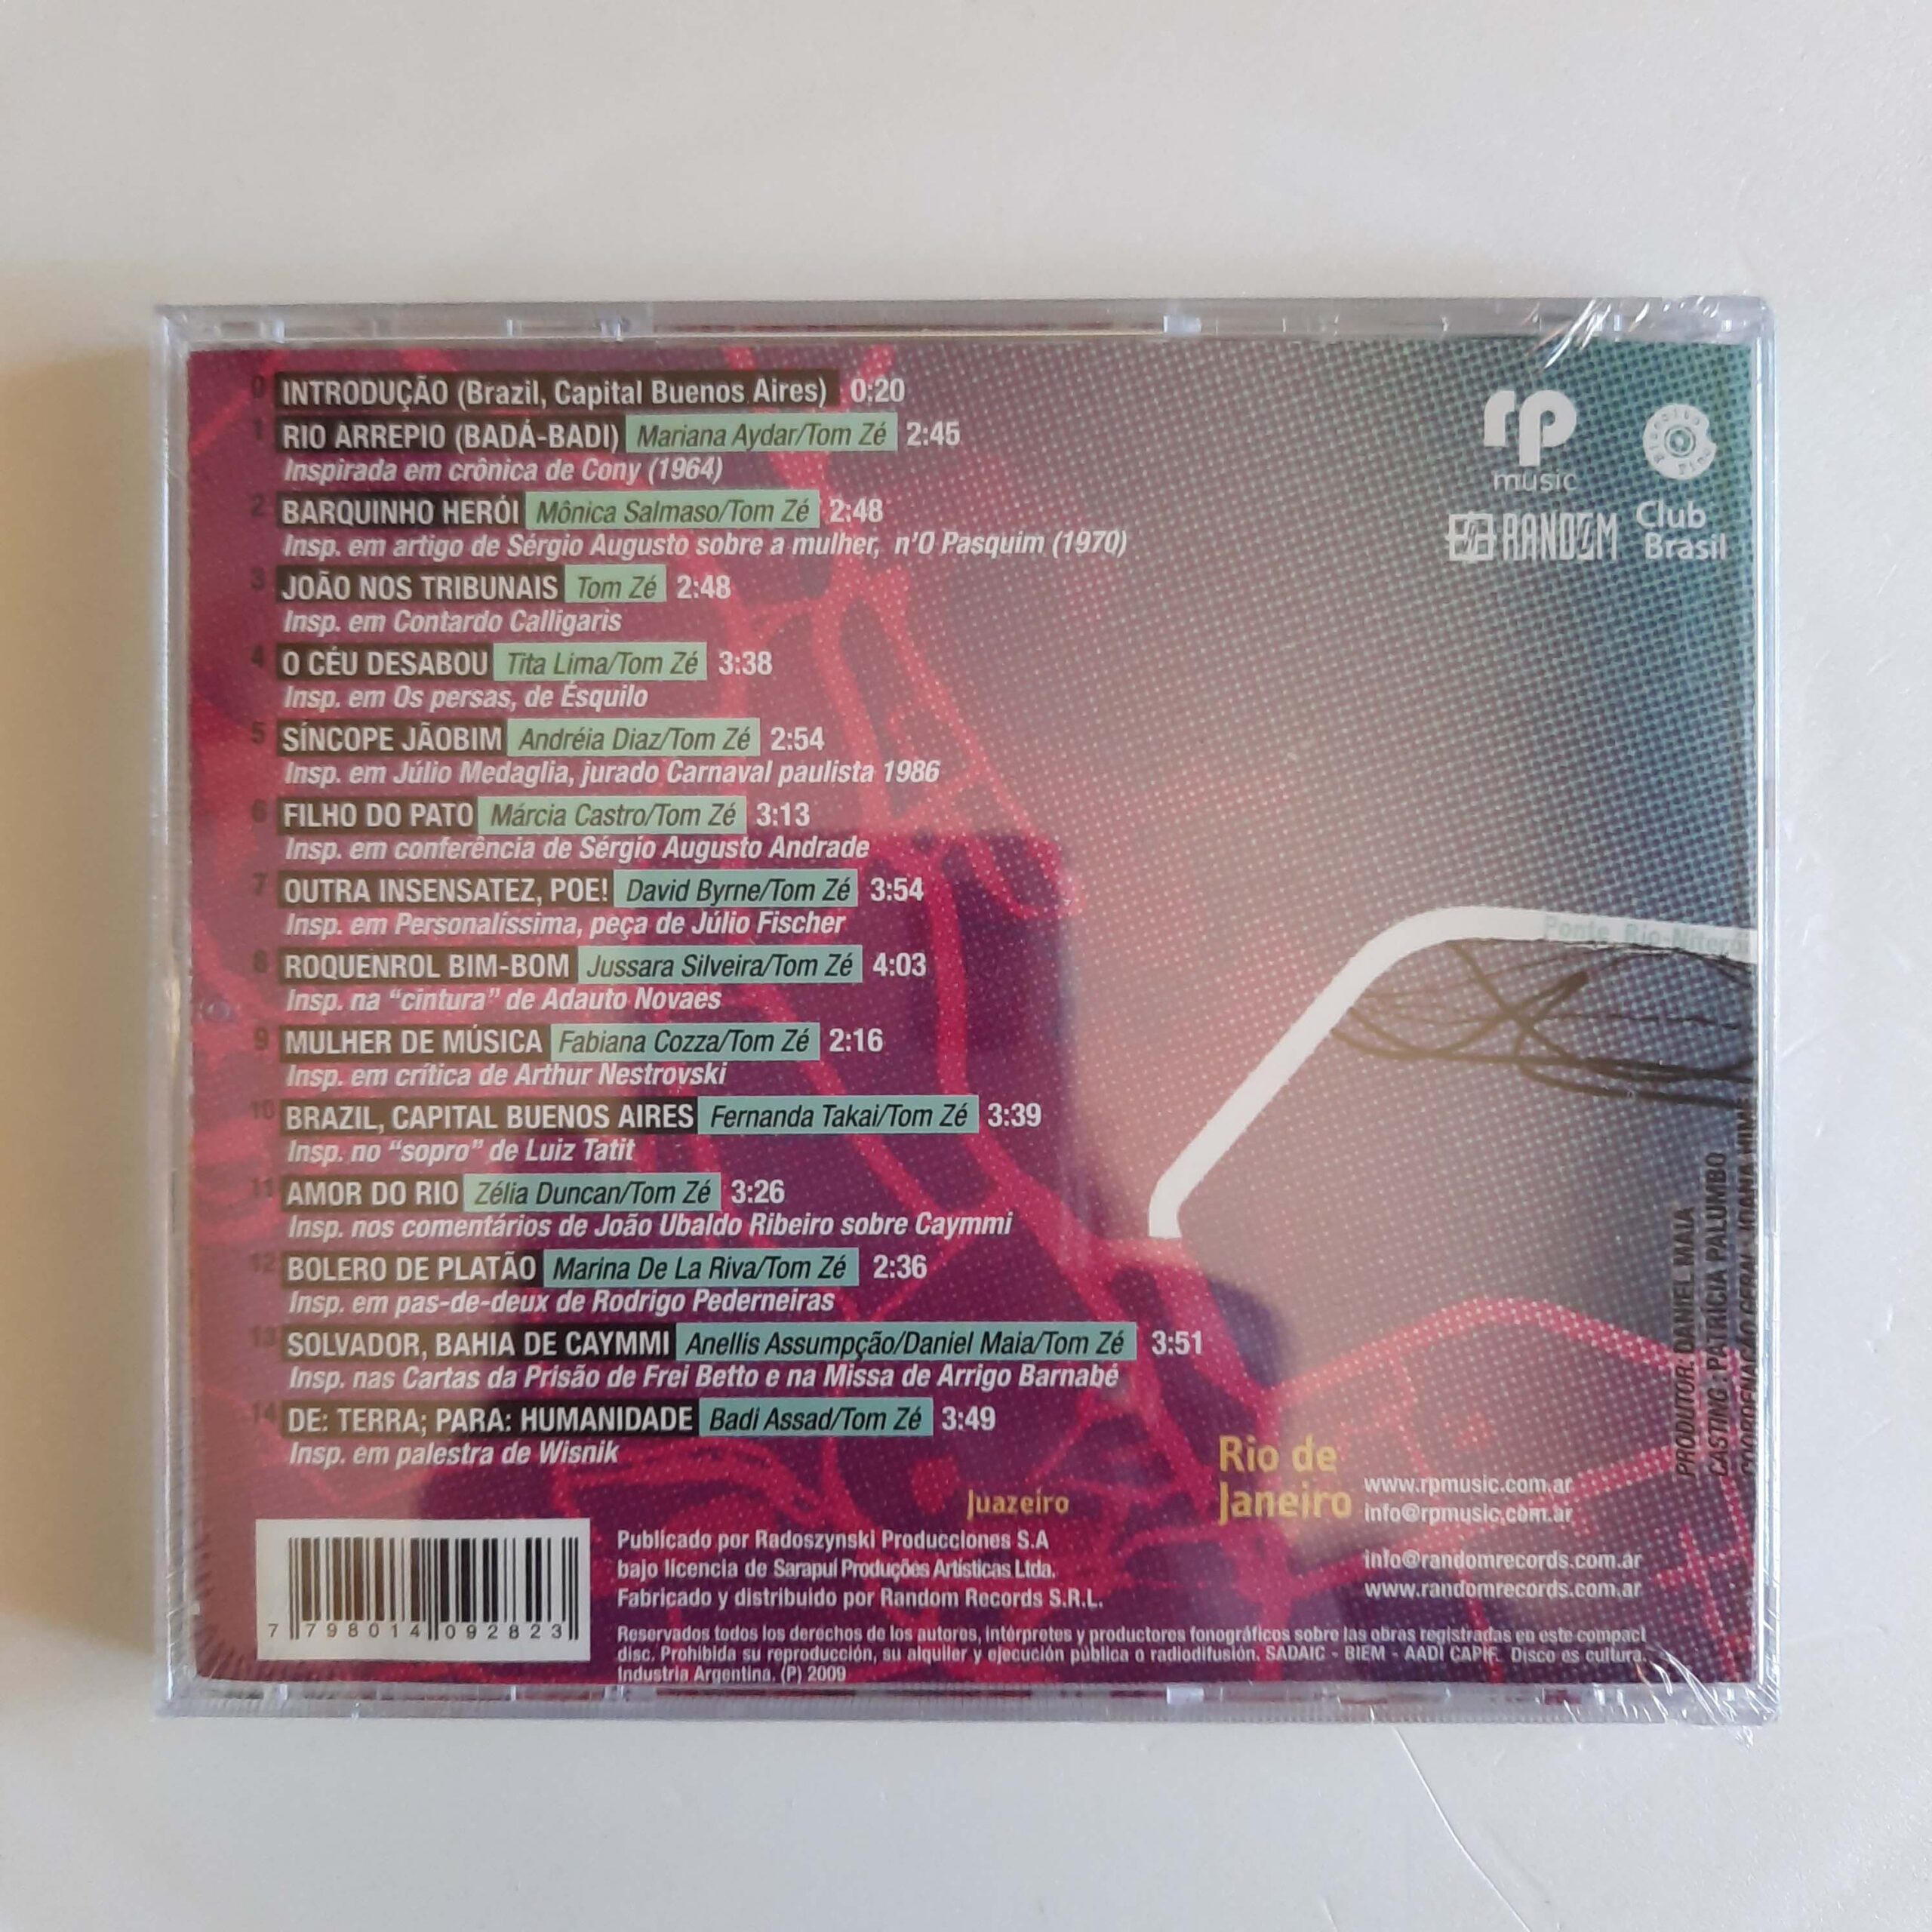 0 INTRODUÇÃO (Brazil, Capital Buenos Aires) 0:20
1 RIO ARREPIO (BADÁ-BADI) Mariana Aydar/Tom Zé 2:45
Inspirada em crônica de Cony (1964)
2 BARQUINHO HERÓI Mônica Salmaso/Tom Zé 2:48
Insp. em artigo de Sérgio Augusto sobre a mulher, n'O Pasquim (1970)
3 JOÃO NOS TRIBUNAIS Tom Zé 2:48
Insp. em Contardo Calligaris
4 O CÉU DESABOU Tita Lima/Tom Zé 3:38
Insp. em Os persas, de Ésquilo
5 SÍNCOPE JÃOBIM Andréia Diaz/Tom Zé 2:54
Insp. em Júlio Medaglia, jurado Carnaval paulista 1986
6 FILHO DO PATO Márcia Castro/Tom Zé 3:13
Insp. em conferência de Sérgio Augusto Andrade
7 OUTRA INSENSATEZ, POE! David Byrne/Tom Zé 3:54
Insp. em Personalíssima, peça de Júlio Fischer
8 ROQUENROL BIM-BOM Jussara Silveira/Tom Zé 4:03
Insp. na “cintura” de Adauto Novaes
9 MULHER DE MÚSICA Fabiana Cozza/Tom Zé 2:16
Insp. em crítica de Arthur Nestrovski
10 BRAZIL, CAPITAL BUENOS AIRES Fernanda Takai/Tom Zé 3:39
Insp. no “sopro” de Luiz Tatit
11 AMOR DO RIO Zélia Duncan/Tom Zé 3:26
Insp. nos comentários de João Ubaldo Ribeiro sobre Caymmi
12 BOLERO DE PLATÃO Marina De La Riva/Tom Zé 2:36
Insp. em pas-de-deux de Rodrigo Pederneiras
13 SOLVADOR, BAHIA DE CAYMMI Anellis Assumpção/Daniel Maia/Tom Zé 3:51
Insp. nas Cartas da Prisão de Frei Betto e na Missa de Arrigo Barnabé
14 DE: TERRA; PARA: HUMANIDADE Badi Assad/Tom Zé 3:49
Insp. em palestra de Wisnik
rp
music
RANDOM
Club
Brasil
Ponte Rio-Niterói
PRODUTOR: DANIEL MAIA
CASTING: PATRÍCIA PALUMBO
COORDENAÇÃO GERAL
Juazeiro
Rio de
Janeiro
www.rpmusic.com.ar
info@rpmusic.com.ar
info@randomrecords.com.ar
www.randomrecords.com.ar
Publicado por Radoszynski Producciones S.A
bajo licencia de Sarapuí Produções Artísticas Ltda.
Fabricado y distribuido por Random Records S.R.L.
Reservados todos los derechos de los autores, intérpretes y productores fonográficos sobre las obras registradas en este compact
disc. Prohibida su reproducción, su alquiler y ejecución pública o radiodifusión. SADAIC - BIEM - AADI CAPIF. Disco es cultura.
Industria Argentina. (P) 2009
7 798014 092823